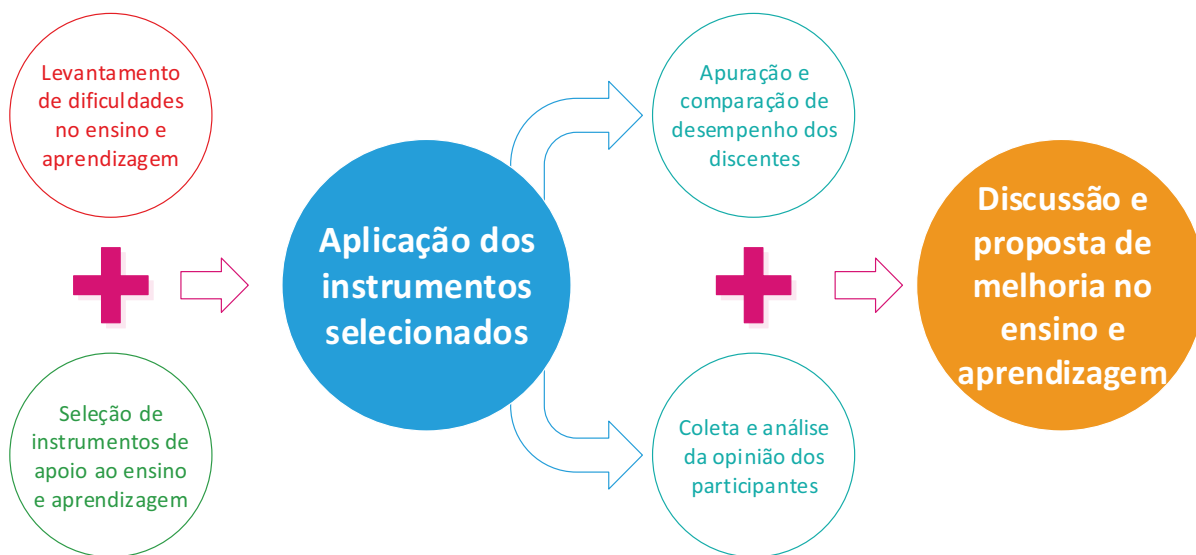 Levantamento
de dificuldades
no ensino e
aprendizagem
Seleção de
instrumentos de
apoio ao ensino
e aprendizagem
Aplicação dos
instrumentos
selecionados
Apuração e
comparação de
desempenho dos
discentes
Coleta e análise
da opinião dos
participantes
Discussão e
proposta de
melhoria no
ensino e
aprendizagem